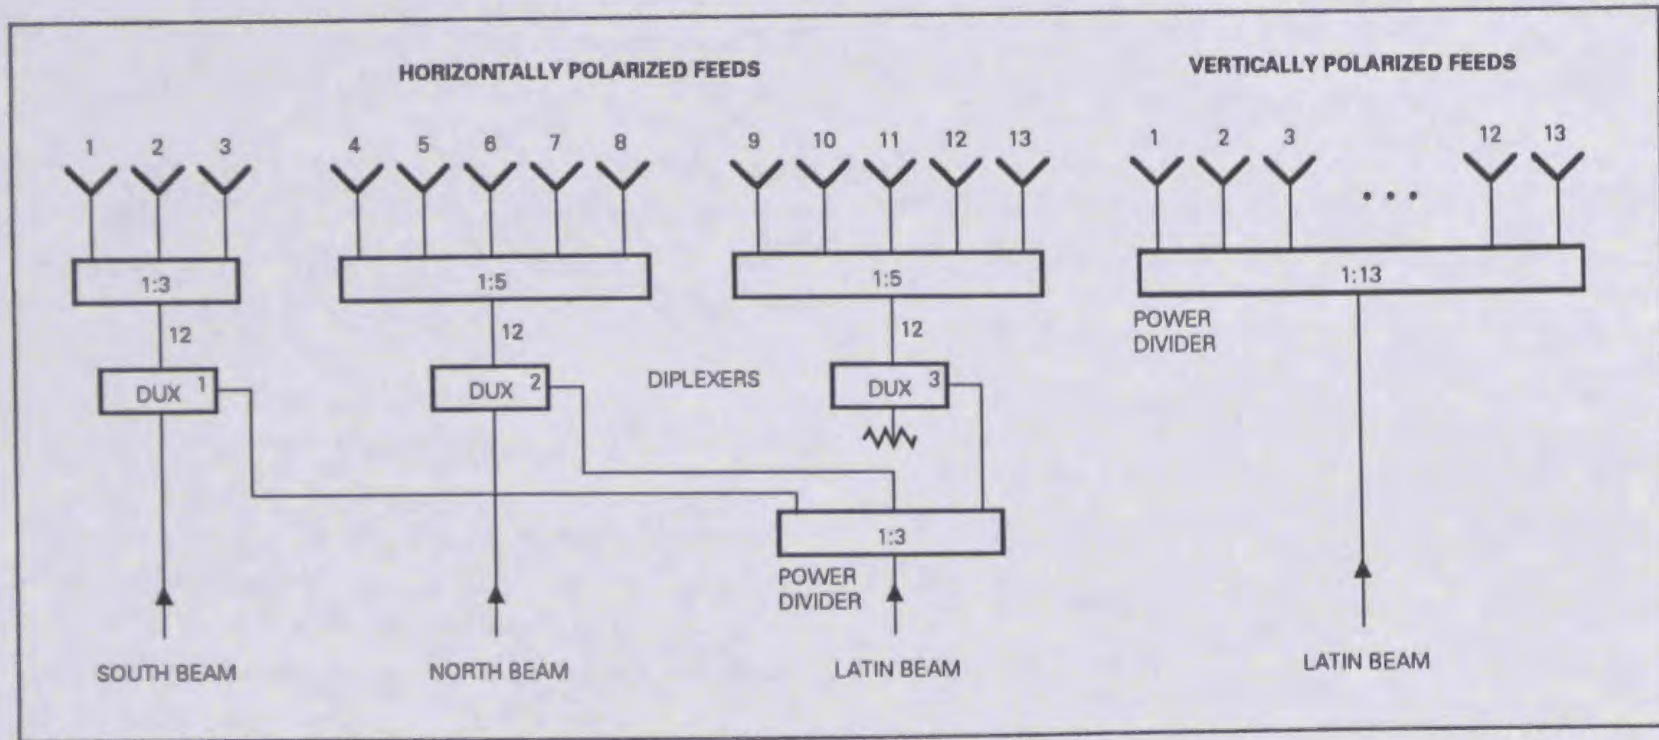 HORIZONTALLY POLARIZED FEEDS
VERTICALLY POLARIZED FEEDS
1 2 3 4 5 6 7 8 9 10 11 12 13 1 2 3 ... 12 13
1:3 1:5 1:5 1:13
POWER
DIVIDER
12 12 12
DUX 1 DUX 2 DIPLEXERS DUX 3
1:3
POWER
DIVIDER
SOUTH BEAM NORTH BEAM LATIN BEAM LATIN BEAM